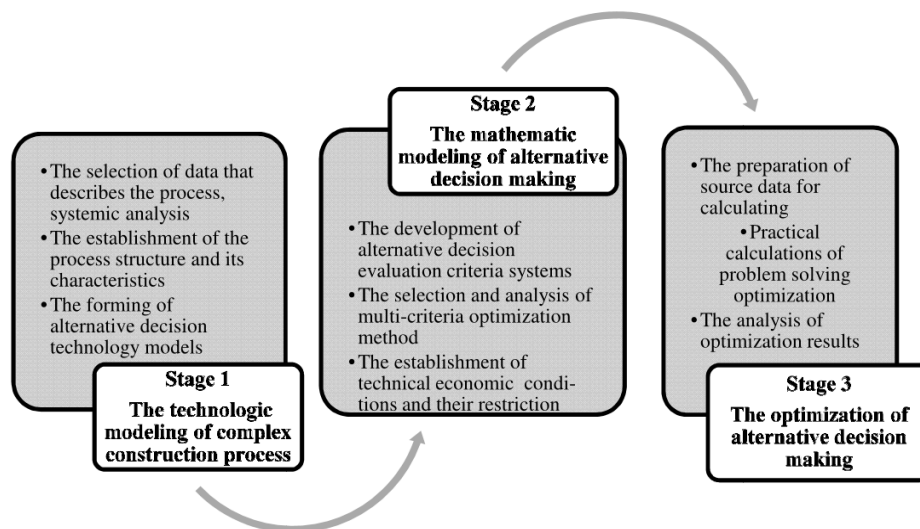 • The selection of data that
describes the process,
systemic analysis
• The establishment of the
process structure and its
characteristics
• The forming of
alternative decision
technology models
Stage 1
The technologic
modeling of complex
construction process
Stage 2
The mathematic
modeling of alternative
decision making
• The development of
alternative decision
evaluation criteria systems
• The selection and analysis of
multi-criteria optimization
method
• The establishment of
technical economic condi-
tions and their restriction
• The preparation of
source data for
calculating
• Practical
calculations of
problem solving
optimization
• The analysis of
optimization results
Stage 3
The optimization of
alternative decision
making